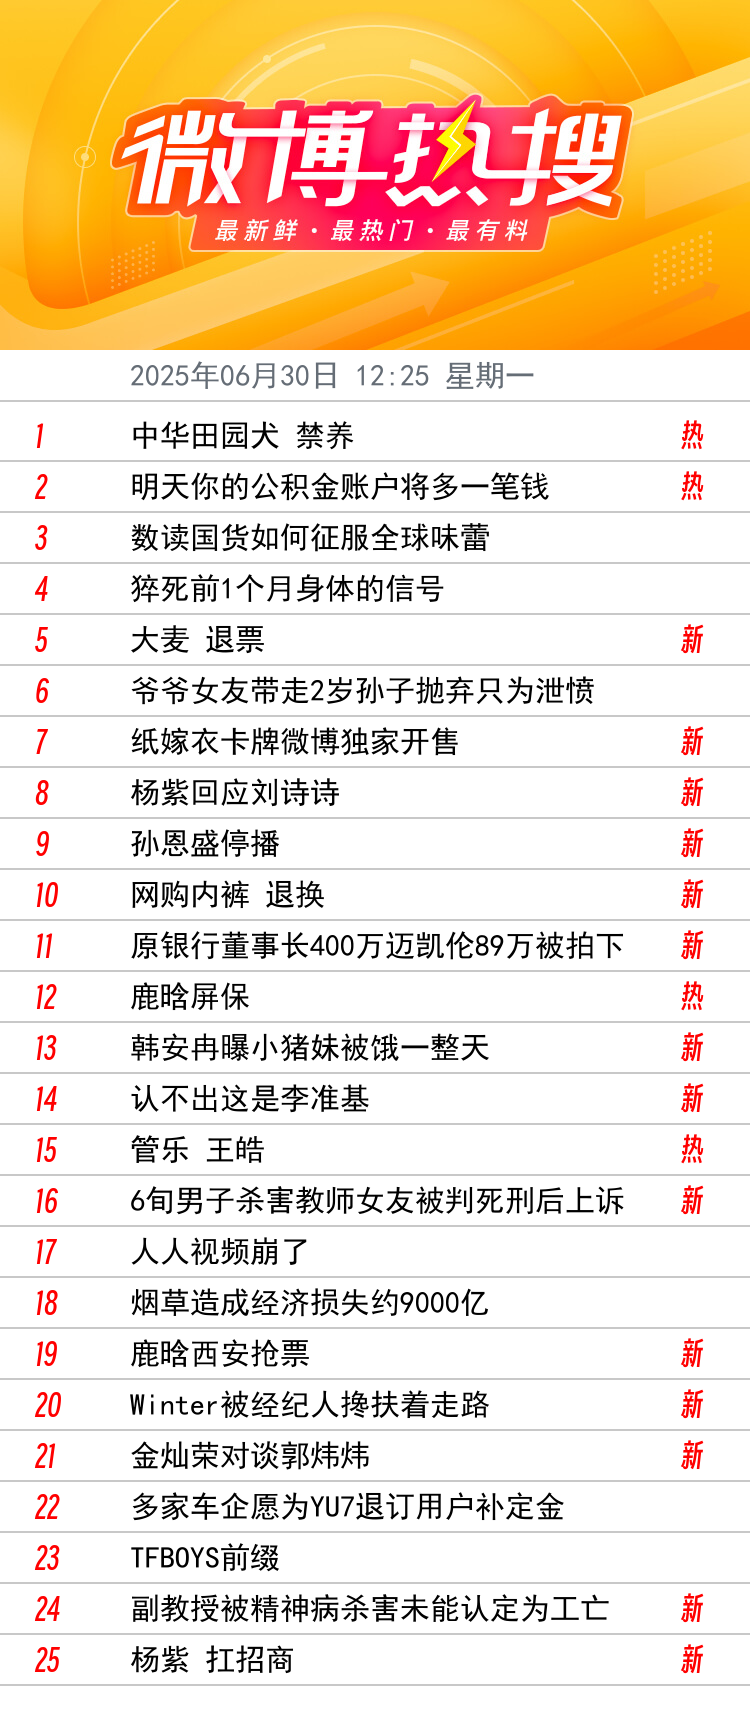 微博热搜
最新鲜·最热门·最有料
2025年06月30日 12:25 星期一
1 中华田园犬 禁养 热
2 明天你的公积金账户将多一笔钱 热
3 数读国货如何征服全球味蕾
4 猝死前1个月身体的信号
5 大麦 退票 新
6 爷爷女友带走2岁孙子抛弃只为泄愤
7 纸嫁衣卡牌微博独家开售 新
8 杨紫回应刘诗诗 新
9 孙恩盛停播 新
10 网购内裤 退换 新
11 原银行董事长400万迈凯伦89万被拍下 新
12 鹿晗屏保 热
13 韩安冉曝小猪妹被饿一整天 新
14 认不出这是李准基 新
15 管乐 王皓 热
16 6旬男子杀害教师女友被判死刑后上诉 新
17 人人视频崩了
18 烟草造成经济损失约9000亿
19 鹿晗西安抢票 新
20 Winter被经纪人搀扶着走路 新
21 金灿荣对谈郭炜炜 新
22 多家车企愿为YU7退订用户补定金
23 TFBOYS前缀
24 副教授被精神病杀害未能认定为工亡 新
25 杨紫 扛招商 新